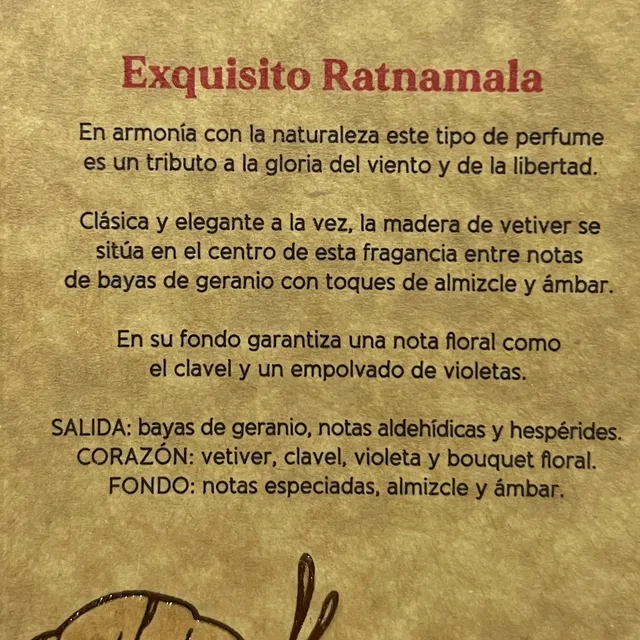 Exquisito Ratnamala
En armonía con la naturaleza este tipo de perfume
es un tributo a la gloria del viento y de la libertad.
Clásica y elegante a la vez, la madera de vetiver se
sitúa en el centro de esta fragancia entre notas
de bayas de geranio con toques de almizcle y ámbar.
En su fondo garantiza una nota floral como
el clavel y un empolvado de violetas.
SALIDA: bayas de geranio, notas aldehídicas y hespérides.
CORAZÓN: vetiver, clavel, violeta y bouquet floral.
FONDO: notas especiadas, almizcle y ámbar.